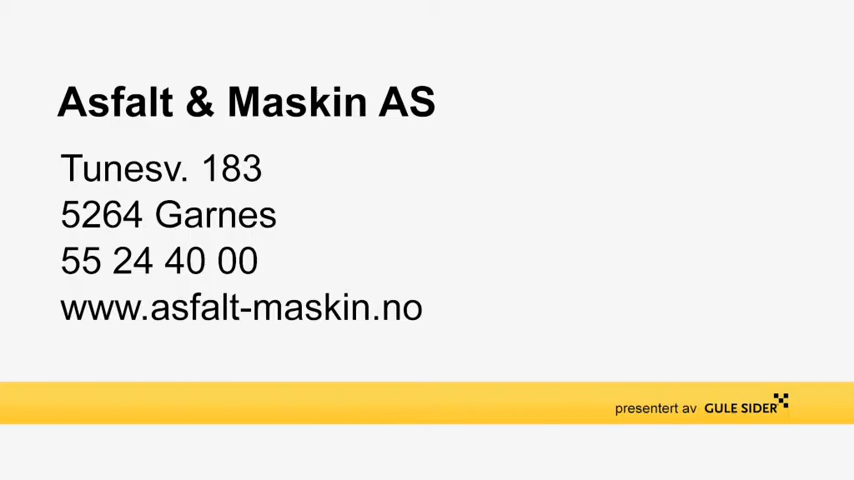 Asfalt & Maskin AS
Tunesv. 183
5264 Garnes
55 24 40 00
www.asfalt-maskin.no
presentert av GULE SIDER